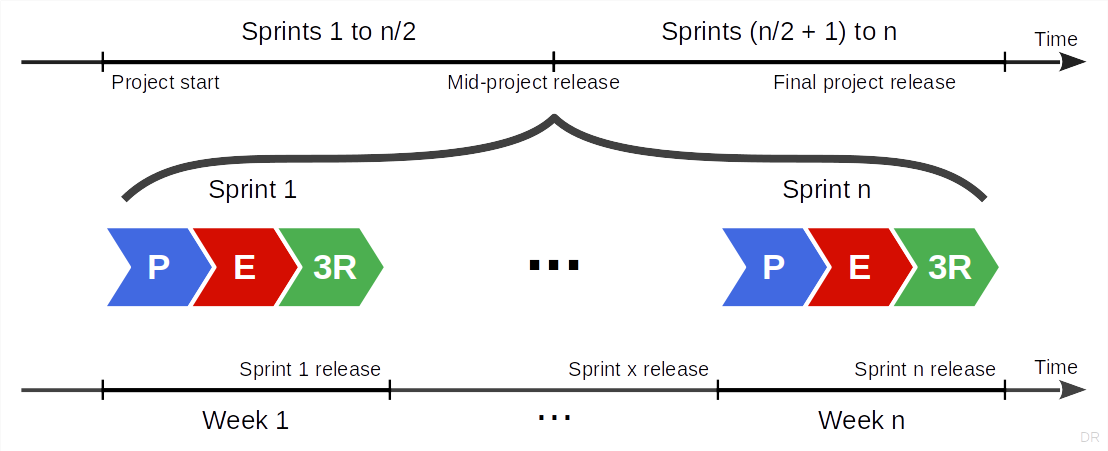 Sprints 1 to n/2
Sprints (n/2 + 1) to n
Time
Project start
Mid-project release
Final project release
Sprint 1
Sprint n
P
E
3R
...
P
E
3R
Sprint 1 release
Sprint x release
Sprint n release
Time
Week 1
...
Week n
DR